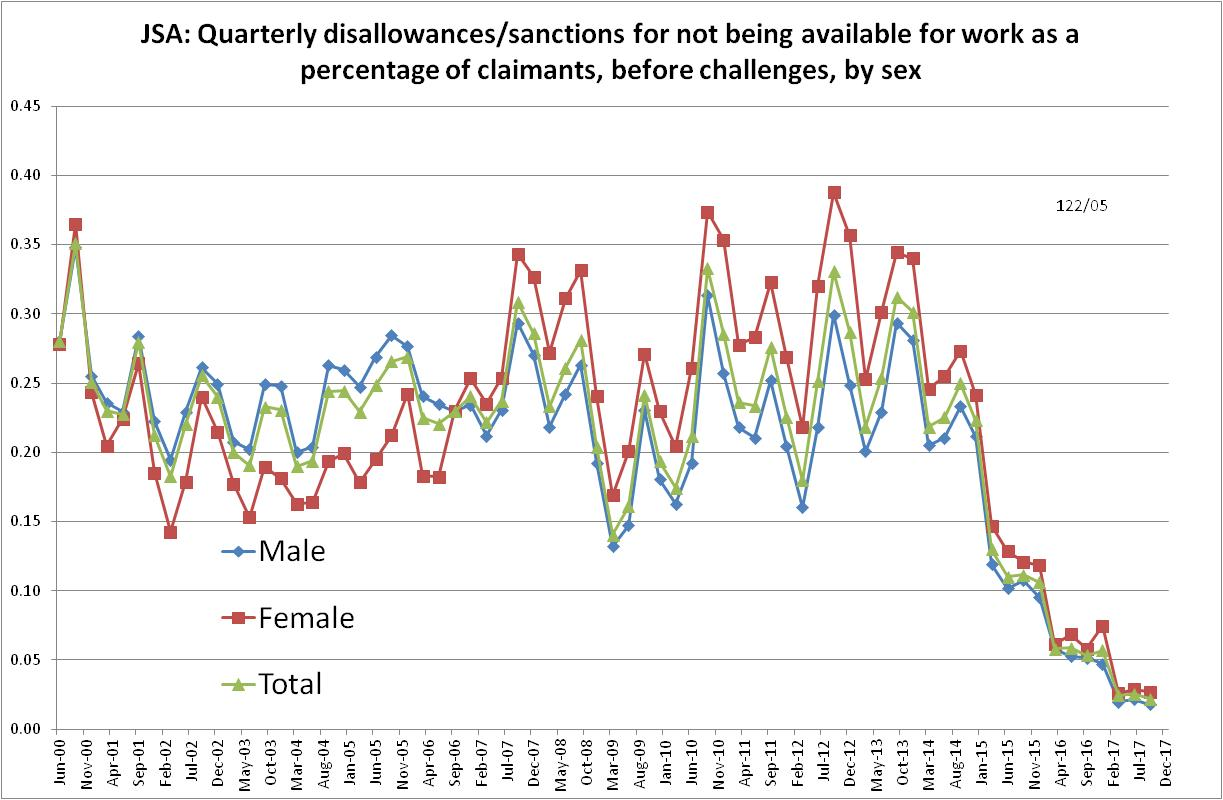 JSA: Quarterly disallowances/sanctions for not being available for work as a
percentage of claimants, before challenges, by sex
0.45
0.40
122/05
0.35
0.30
0.25
0.20
0.15
Male
0.10
Female
0.05
Total
0.00
Jun-00
Nov-00
Apr-01
Sep-01
Feb-02
Jul-02
Dec-02
May-03
Oct-03
Mar-04
Aug-04
Jan-05
Jun-05
Nov-05
Apr-06
Sep-06
Feb-07
Jul-07
Dec-07
May-08
Oct-08
Mar-09
Aug-09
Jan-10
Jun-10
Nov-10
Apr-11
Sep-11
Feb-12
Jul-12
Dec-12
May-13
Oct-13
Mar-14
Aug-14
Jan-15
Jun-15
Nov-15
Apr-16
Sep-16
Feb-17
Jul-17
Dec-17